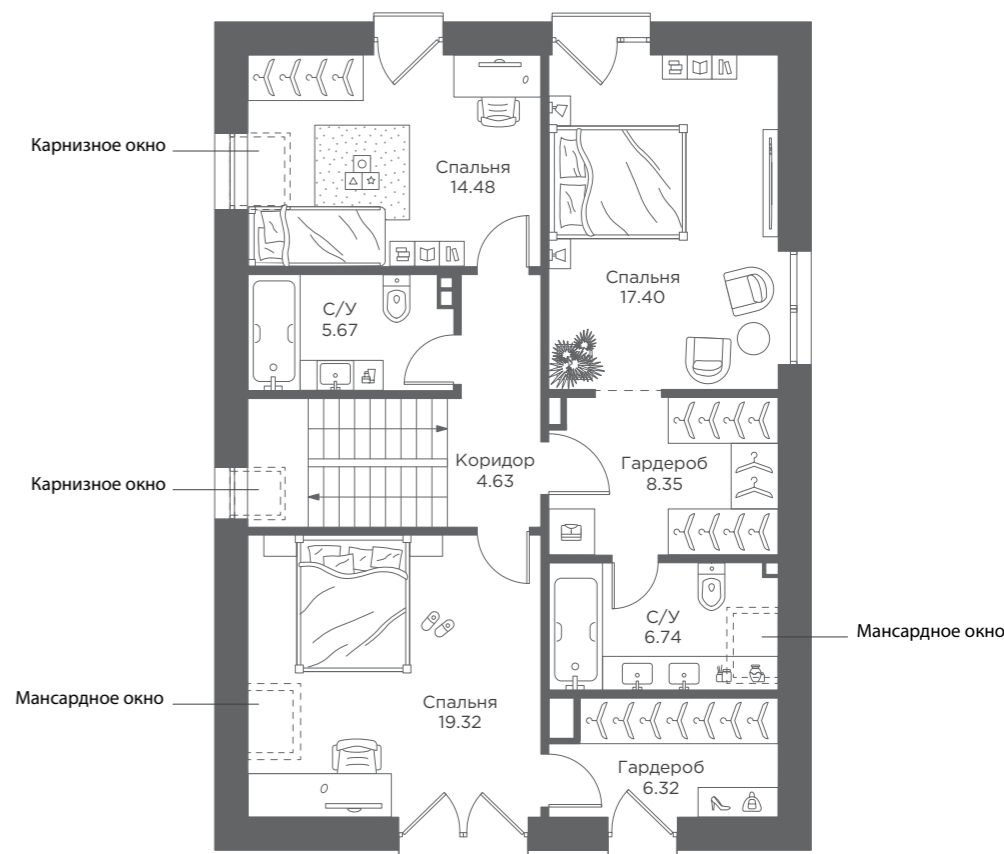 Карнизное окно
Спальня
14.48
Спальня
17.40
С/У
5.67
Карнизное окно
Коридор
4.63
Гардероб
8.35
С/У
6.74
Мансардное окно
Мансардное окно
Спальня
19.32
Гардероб
6.32